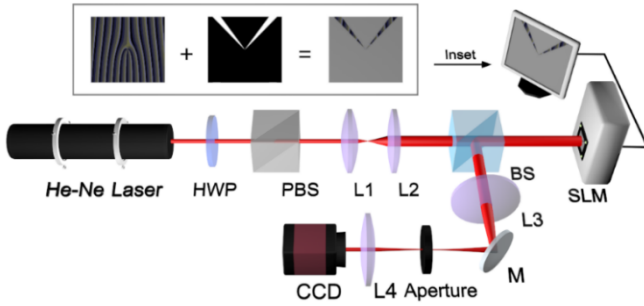 +
=
Inset
He-Ne Laser
HWP
PBS
L1
L2
BS
SLM
L3
M
CCD
L4
Aperture